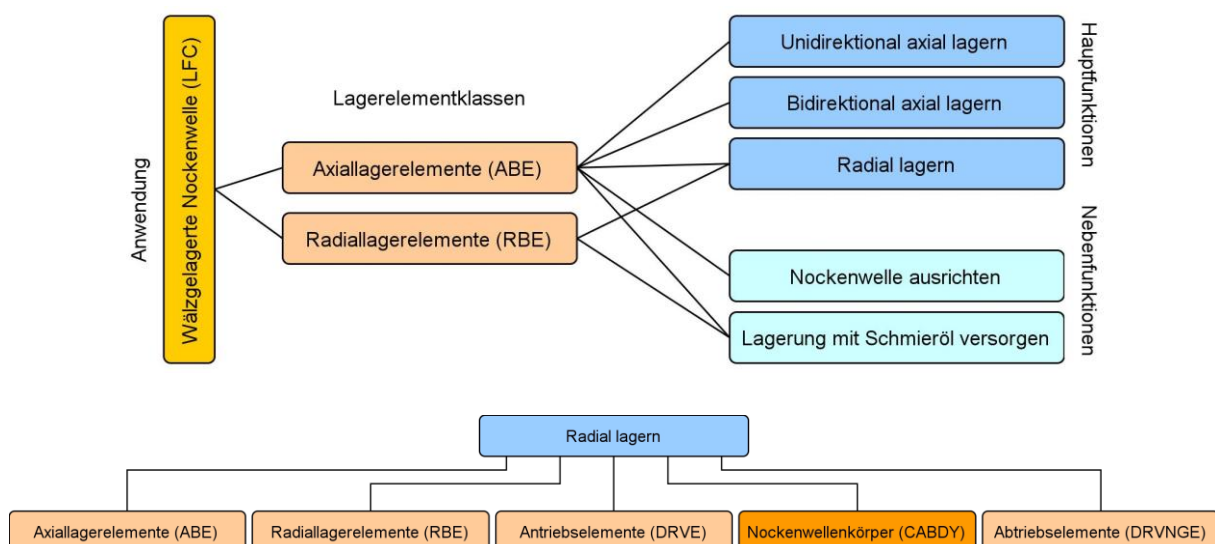 Anwendung
Wälzgelagerte Nockenwelle (LFC)
Lagerelementklassen
Axiallagerelemente (ABE)
Radiallagerelemente (RBE)
Unidirektional axial lagern
Bidirektional axial lagern
Radial lagern
Nockenwelle ausrichten
Lagerung mit Schmieröl versorgen
Hauptfunktionen
Nebenfunktionen
Radial lagern
Axiallagerelemente (ABE)
Radiallagerelemente (RBE)
Antriebselemente (DRVE)
Nockenwellenkörper (CABDY)
Abtriebselemente (DRVNGE)